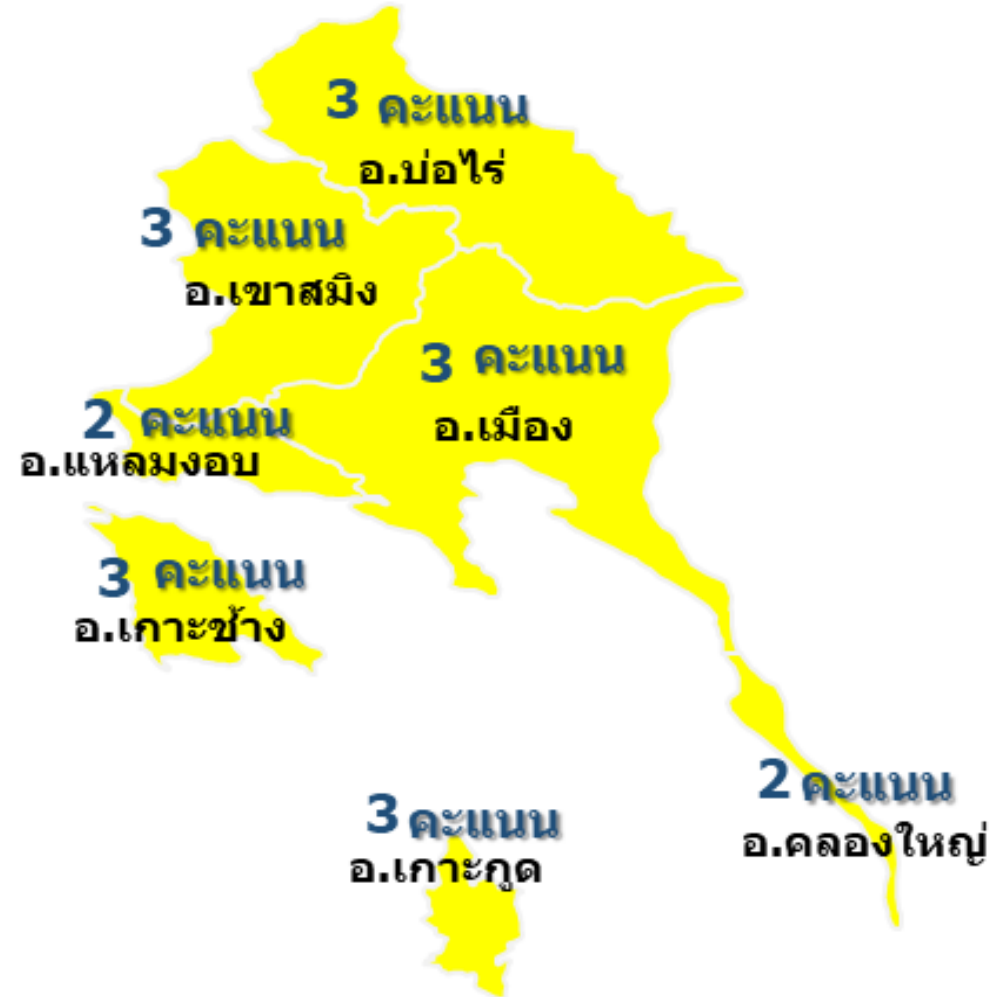 3 คะแนน
อ.บ่อไร่
3 คะแนน
อ.เขาสมิง
3 คะแนน
อ.เมือง
2 คะแนน
อ.แหลมงอบ
3 คะแนน
อ.เกาะช้าง
2 คะแนน
อ.คลองใหญ่
3 คะแนน
อ.เกาะกูด